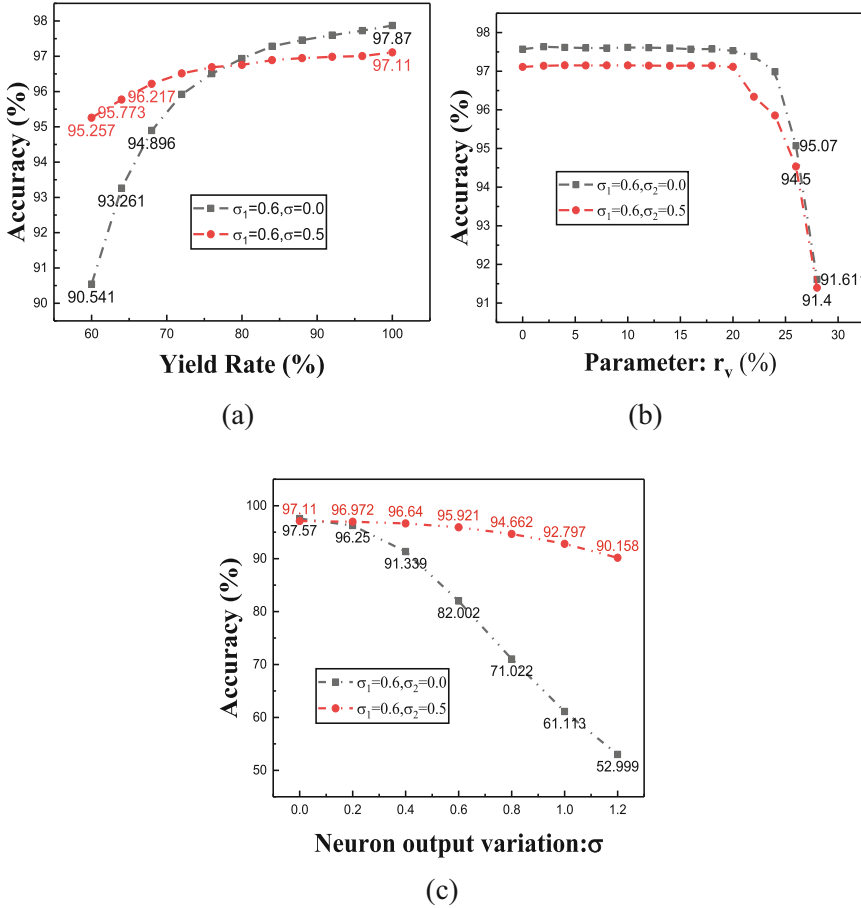 98
97
96
95
94
93
92
91
90
Accuracy (%)
97.87
97.11
96.217
95.773
95.257
94.896
93.261
90.541
σ1=0.6,σ=0.0
σ1=0.6,σ=0.5
60 70 80 90 100
Yield Rate (%)
(a)
98
97
96
95
94
93
92
91
Accuracy (%)
95.07
94.5
σ1=0.6,σ2=0.0
σ1=0.6,σ2=0.5
91.611
91.4
0 5 10 15 20 25 30
Parameter: rv (%)
(b)
100
90
80
70
60
50
Accuracy (%)
97.11 96.972 96.64 95.921 94.662 92.797 90.158
97.57 96.25 91.339 82.002 71.022 61.113 52.999
σ1=0.6,σ2=0.0
σ1=0.6,σ2=0.5
0.0 0.2 0.4 0.6 0.8 1.0 1.2
Neuron output variation:σ
(c)